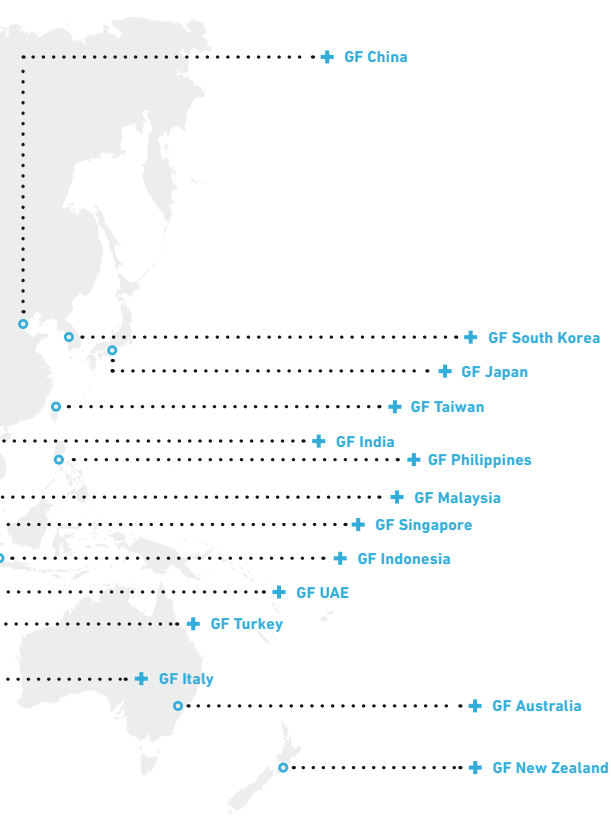 GF China
GF South Korea
GF Japan
GF Taiwan
GF India
GF Philippines
GF Malaysia
GF Singapore
GF Indonesia
GF UAE
GF Turkey
GF Italy
GF Australia
GF New Zealand